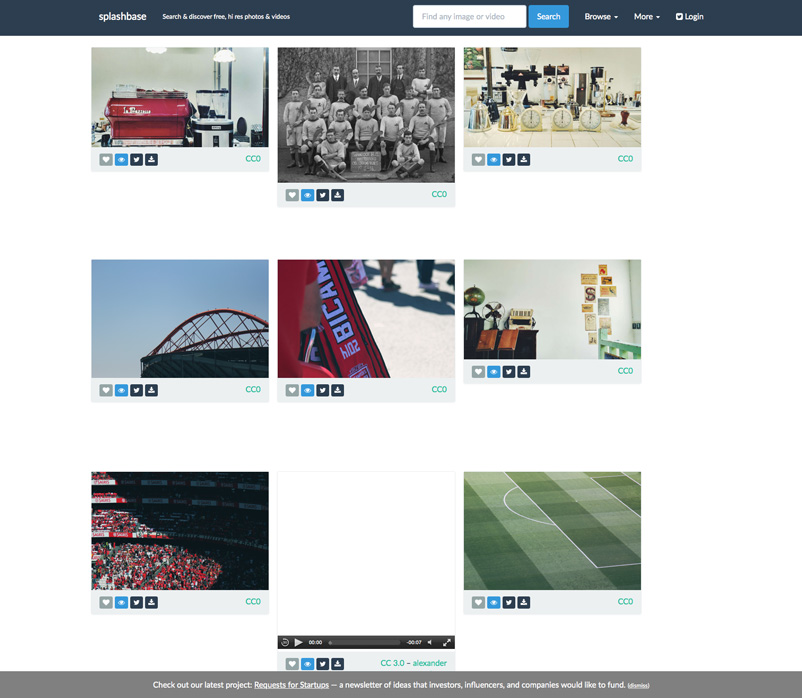 splashbase
Search & discover free, hi res photos & videos
Find any image or video
Search
Browse
More
Login
CC0
CC0
CC0
BICAM
2014
CC0
CC0
CC0
CC0
00:00
-00:07
CC0
CC 3.0 – alexander
Check out our latest project: Requests for Startups — a newsletter of ideas that investors, influencers, and companies would like to fund. (dismiss)